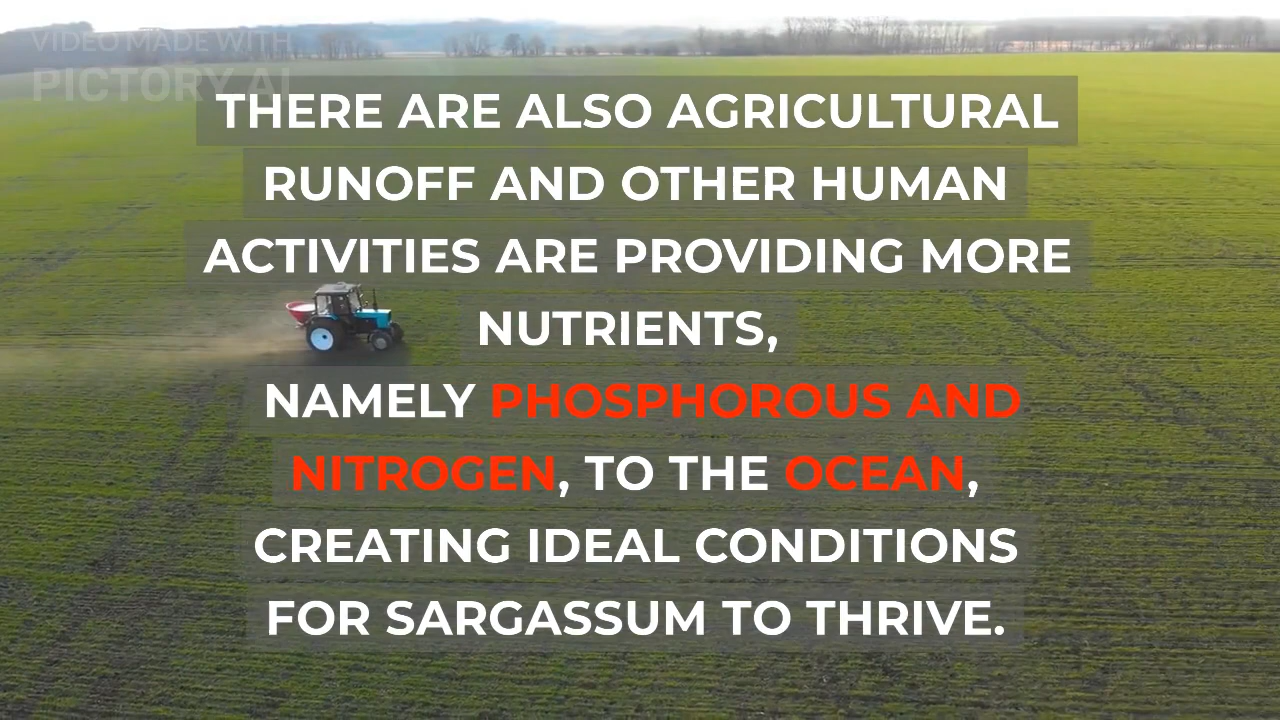 VIDEO MADE WITH
PICTORY.AI
THERE ARE ALSO AGRICULTURAL
RUNOFF AND OTHER HUMAN
ACTIVITIES ARE PROVIDING MORE
NUTRIENTS,
NAMELY PHOSPHOROUS AND
NITROGEN, TO THE OCEAN,
CREATING IDEAL CONDITIONS
FOR SARGASSUM TO THRIVE.